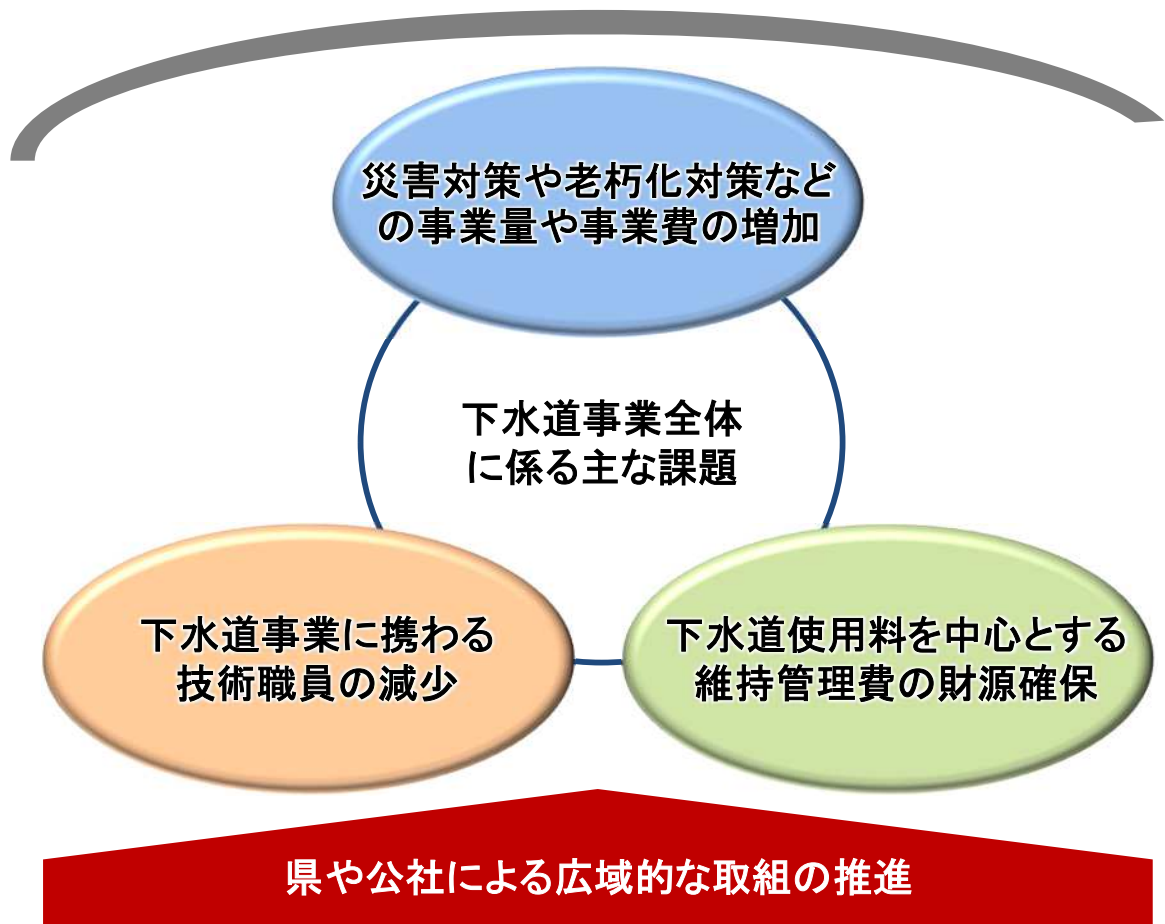 災害対策や老朽化対策など
の事業量や事業費の増加
下水道事業全体
に係る主な課題
下水道事業に携わる
技術職員の減少
下水道使用料を中心とする
維持管理費の財源確保
県や公社による広域的な取組の推進